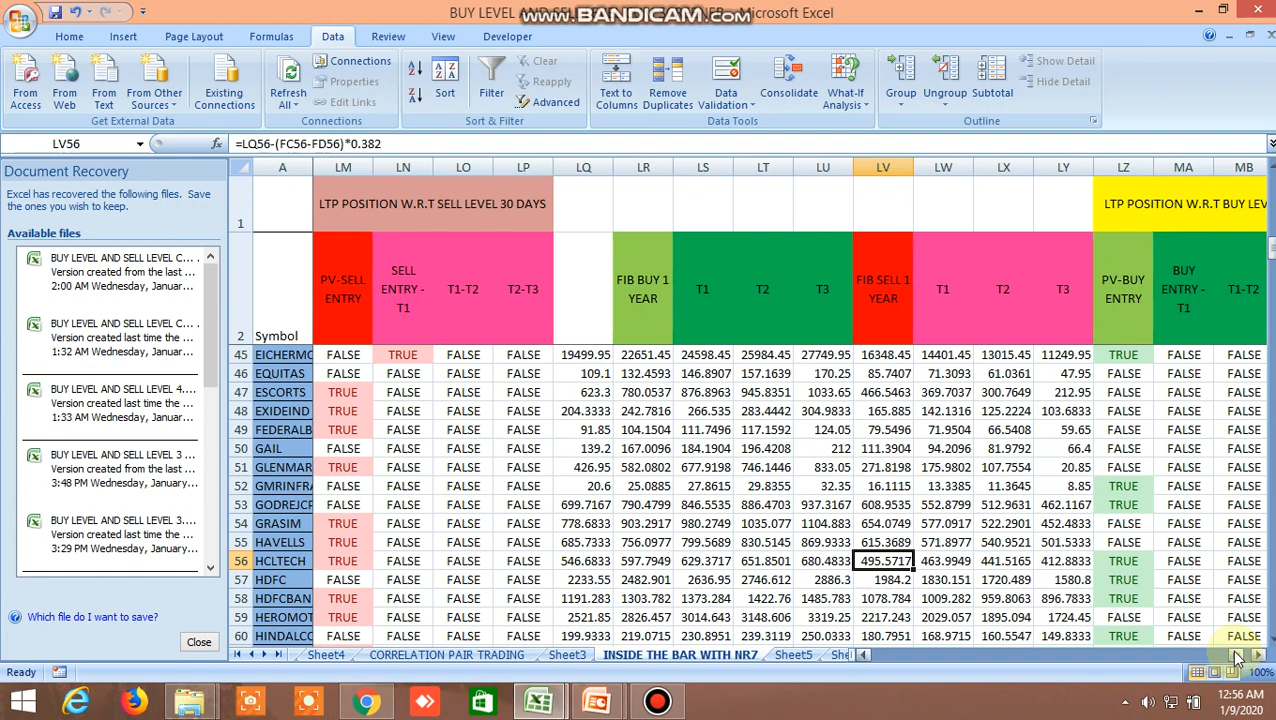 BUY LEVEL AND SELL
www.BANDICAM.com
Microsoft Excel
Home Insert Page Layout Formulas Data Review View Developer
From Access
From Web
From Text
From Other Sources
Existing Connections
Get External Data
Refresh All
Connections
Properties
Edit Links
Connections
Sort
Filter
Clear
Reapply
Advanced
Sort & Filter
Text to Columns
Remove Duplicates
Data Validation
Consolidate
What-If Analysis
Data Tools
Group
Ungroup
Subtotal
Show Detail
Hide Detail
Outline
LV56 fx =LQ56-(FC56-FD56)*0.382
Document Recovery
Excel has recovered the following files. Save the ones you wish to keep.
Available files
BUY LEVEL AND SELL LEVEL C...
Version created from the last ...
2:00 AM Wednesday, Januar...
BUY LEVEL AND SELL LEVEL C...
Version created last time the ...
1:32 AM Wednesday, Januar...
BUY LEVEL AND SELL LEVEL 4....
Version created last time the ...
1:33 AM Wednesday, Januar...
BUY LEVEL AND SELL LEVEL 3 ...
Version created from the last ...
3:48 PM Wednesday, January...
BUY LEVEL AND SELL LEVEL 3....
Version created last time the ...
3:29 PM Wednesday, January...
Which file do I want to save?
Close
A LM LN LO LP LQ LR LS LT LU LV LW LX LY LZ MA MB
1 LTP POSITION W.R.T SELL LEVEL 30 DAYS LTP POSITION W.R.T BUY LEV
2 Symbol PV-SELL ENTRY SELL ENTRY - T1 T1-T2 T2-T3 FIB BUY 1 YEAR T1 T2 T3 FIB SELL 1 YEAR T1 T2 T3 PV-BUY ENTRY BUY ENTRY - T1 T1-T2
45 EICHERMO FALSE TRUE FALSE FALSE 19499.95 22651.45 24598.45 25984.45 27749.95 16348.45 14401.45 13015.45 11249.95 TRUE FALSE FALSE
46 EQUITAS FALSE FALSE FALSE FALSE 109.1 132.4593 146.8907 157.1639 170.25 85.7407 71.3093 61.0361 47.95 FALSE FALSE FALSE
47 ESCORTS TRUE FALSE FALSE FALSE 623.3 780.0537 876.8963 945.8351 1033.65 466.5463 369.7037 300.7649 212.95 TRUE FALSE FALSE
48 EXIDEIND TRUE FALSE FALSE FALSE 204.3333 242.7816 266.535 283.4442 304.9833 165.885 142.1316 125.2224 103.6833 FALSE FALSE FALSE
49 FEDERALB TRUE FALSE FALSE FALSE 91.85 104.1504 111.7496 117.1592 124.05 79.5496 71.9504 66.5408 59.65 FALSE FALSE FALSE
50 GAIL FALSE FALSE FALSE FALSE 139.2 167.0096 184.1904 196.4208 212 111.3904 94.2096 81.9792 66.4 FALSE FALSE FALSE
51 GLENMAR TRUE FALSE FALSE FALSE 426.95 582.0802 677.9198 746.1446 833.05 271.8198 175.9802 107.7554 20.85 FALSE FALSE FALSE
52 GMRINFRA FALSE FALSE FALSE FALSE 20.6 25.0885 27.8615 29.8355 32.35 16.1115 13.3385 11.3645 8.85 TRUE FALSE FALSE
53 GODREJCP FALSE FALSE FALSE FALSE 699.7167 790.4799 846.5535 886.4703 937.3167 608.9535 552.8799 512.9631 462.1167 TRUE FALSE FALSE
54 GRASIM TRUE FALSE FALSE FALSE 778.6833 903.2917 980.2749 1035.077 1104.883 654.0749 577.0917 522.2901 452.4833 FALSE FALSE FALSE
55 HAVELLS TRUE FALSE FALSE FALSE 685.7333 756.0977 799.5689 830.5145 869.9333 615.3689 571.8977 540.9521 501.5333 FALSE FALSE FALSE
56 HCLTECH TRUE FALSE FALSE FALSE 546.6833 597.7949 629.3717 651.8501 680.4833 495.5717 463.9949 441.5165 412.8833 TRUE FALSE FALSE
57 HDFC FALSE FALSE FALSE FALSE 2233.55 2482.901 2636.95 2746.612 2886.3 1984.2 1830.151 1720.489 1580.8 TRUE FALSE FALSE
58 HDFCBAN TRUE FALSE FALSE FALSE 1191.283 1303.782 1373.284 1422.76 1485.783 1078.784 1009.282 959.8063 896.7833 TRUE FALSE FALSE
59 HEROMOT TRUE FALSE FALSE FALSE 2521.85 2826.457 3014.643 3148.606 3319.25 2217.243 2029.057 1895.094 1724.45 FALSE FALSE FALSE
60 HINDALCO FALSE FALSE FALSE FALSE 199.9333 219.0715 230.8951 239.3119 250.0333 180.7951 168.9715 160.5547 149.8333 TRUE FALSE FALSE
Sheet4 CORRELATION PAIR TRADING Sheet3 INSIDE THE BAR WITH NR7 Sheet5 She
Ready 100%
12:56 AM
1/9/2020